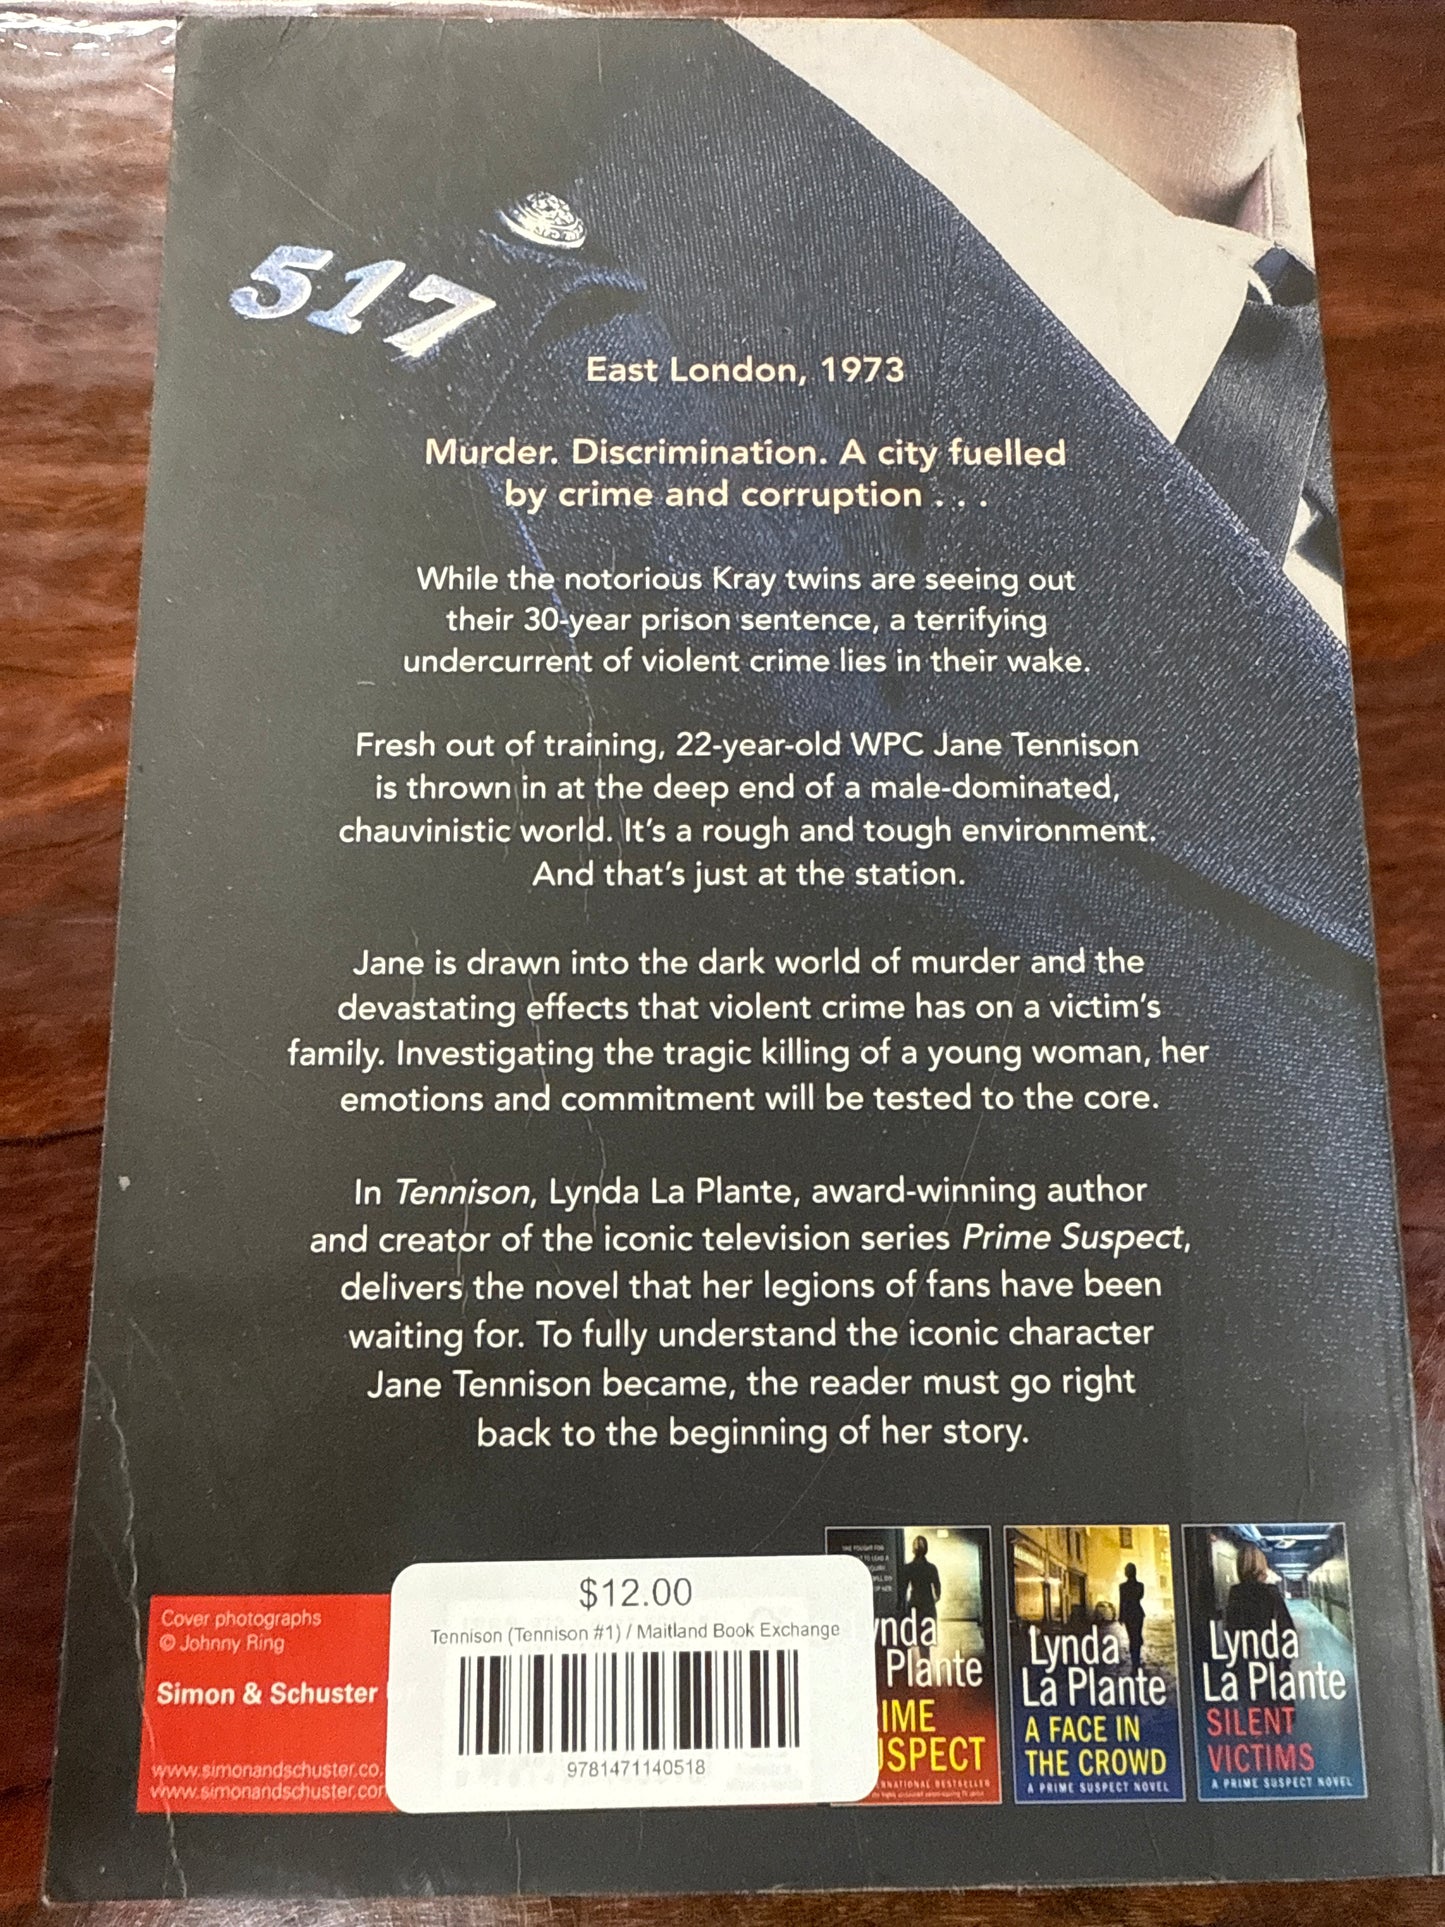 517
East London, 1973
Murder. Discrimination. A city fuelled
by crime and corruption . . .
While the notorious Kray twins are seeing out
their 30-year prison sentence, a terrifying
undercurrent of violent crime lies in their wake.
Fresh out of training, 22-year-old WPC Jane Tennison
is thrown in at the deep end of a male-dominated,
chauvinistic world. It's a rough and tough environment.
And that's just at the station.
Jane is drawn into the dark world of murder and the
devastating effects that violent crime has on a victim's
family. Investigating the tragic killing of a young woman, her
emotions and commitment will be tested to the core.
In Tennison, Lynda La Plante, award-winning author
and creator of the iconic television series Prime Suspect,
delivers the novel that her legions of fans have been
waiting for. To fully understand the iconic character
Jane Tennison became, the reader must go right
back to the beginning of her story.
Cover photographs
© Johnny Ring
Simon & Schuster
www.simonandschuster.co.
www.simonandschuster.com
$12.00
Tennison (Tennison #1) / Maitland Book Exchange
9781471140518
nda
Plante
IME
USPECT
Lynda
La Plante
A FACE IN
THE CROWD
A PRIME SUSPECT NOVEL
Lynda
La Plante
SILENT
VICTIMS
A PRIME SUSPECT NOVEL